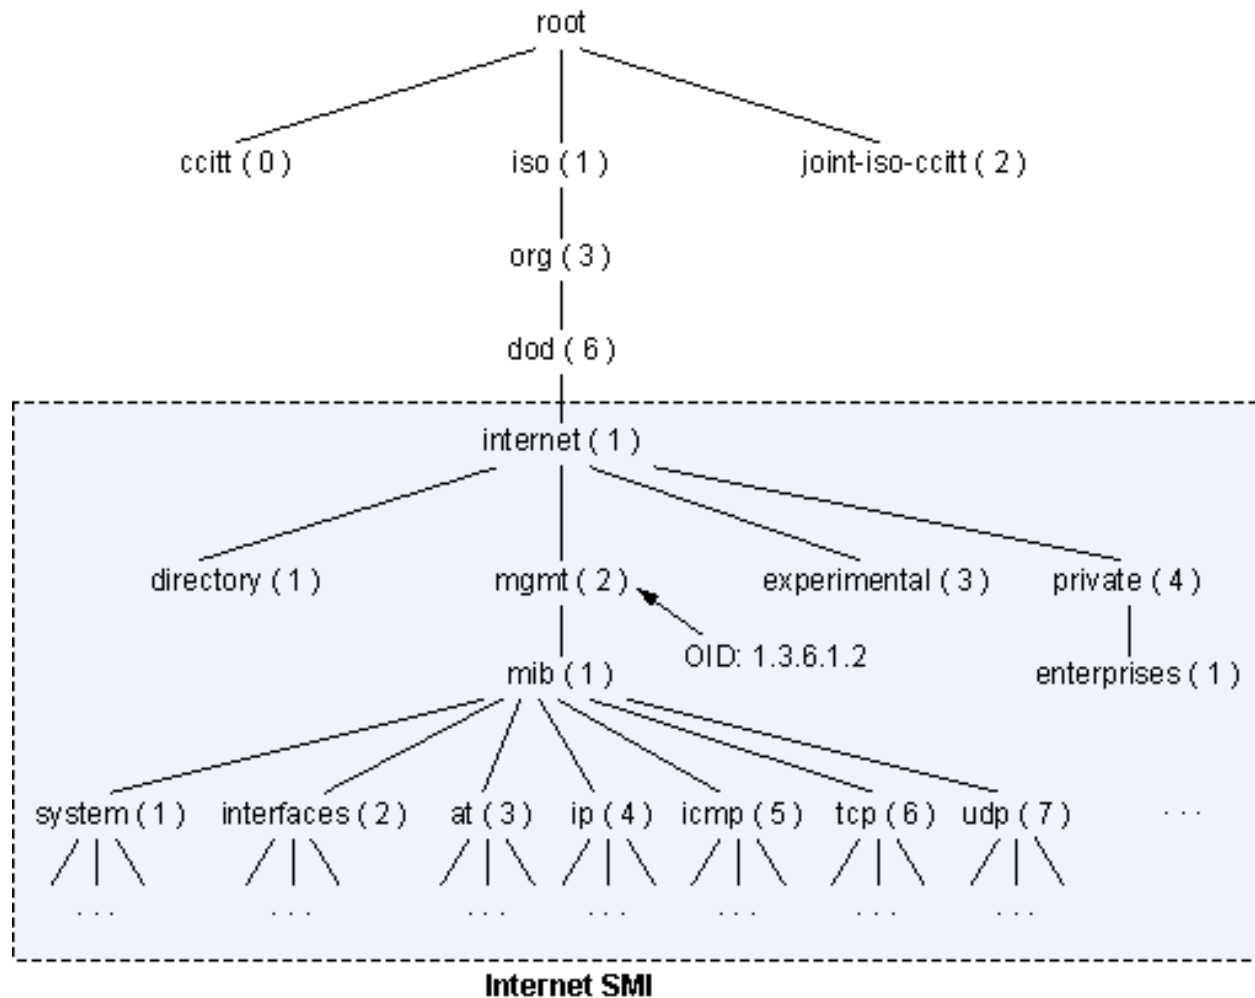 root
ccitt ( 0 ) iso ( 1 ) joint-iso-ccitt ( 2 )
org ( 3 )
dod ( 6 )
internet ( 1 )
directory ( 1 ) mgmt ( 2 ) experimental ( 3 ) private ( 4 )
OID: 1.3.6.1.2
mib ( 1 ) enterprises ( 1 )
system ( 1 ) interfaces ( 2 ) at ( 3 ) ip ( 4 ) icmp ( 5 ) tcp ( 6 ) udp ( 7 ) . . .
. . . . . . . . . . . . . . . . . . . . .
Internet SMI